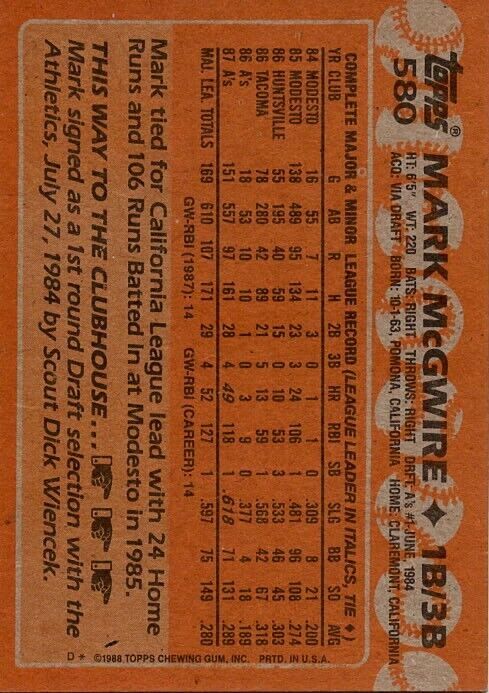 topps®
580
MARK McGWIRE ♦ 1B/3B
HT: 6'5" WT: 220 BATS: RIGHT THROWS: RIGHT DRFT: A's #1-JUNE, 1984
ACQ: VIA DRAFT BORN: 10-1-63, POMONA, CALIFORNIA HOME: CLAREMONT, CALIFORNIA
COMPLETE MAJOR & MINOR LEAGUE RECORD (LEAGUE LEADER IN ITALICS, TIE ♦)
YR CLUB G AB R H 2B 3B HR RBI SB SLG BB SO AVG
84 MODESTO 16 55 7 11 3 0 1 1 0 .309 8 21 .200
85 MODESTO 138 489 95 134 23 3 24 106 1 .481 96 108 .274
86 HUNTSVILLE 55 195 40 59 15 0 10 53 3 .533 46 45 .303
86 TACOMA 78 280 42 89 21 5 13 59 1 .568 42 67 .318
86 A's 18 53 10 10 1 0 3 9 0 .377 4 18 .189
87 A's 151 557 97 161 28 4 49 118 1 .618 71 131 .289
MAJ. LEA. TOTALS 169 610 107 171 29 4 52 127 1 .597 75 149 .280
GW-RBI (1987): 14 GW-RBI (CAREER): 14
Mark tied for California League lead with 24 Home
Runs and 106 Runs Batted In at Modesto in 1985.
THIS WAY TO THE CLUBHOUSE...
Mark signed as a 1st round Draft selection with the
Athletics, July 27, 1984 by Scout Dick Wiencek.
D* ©1988 TOPPS CHEWING GUM, INC. PRTD. IN U.S.A.